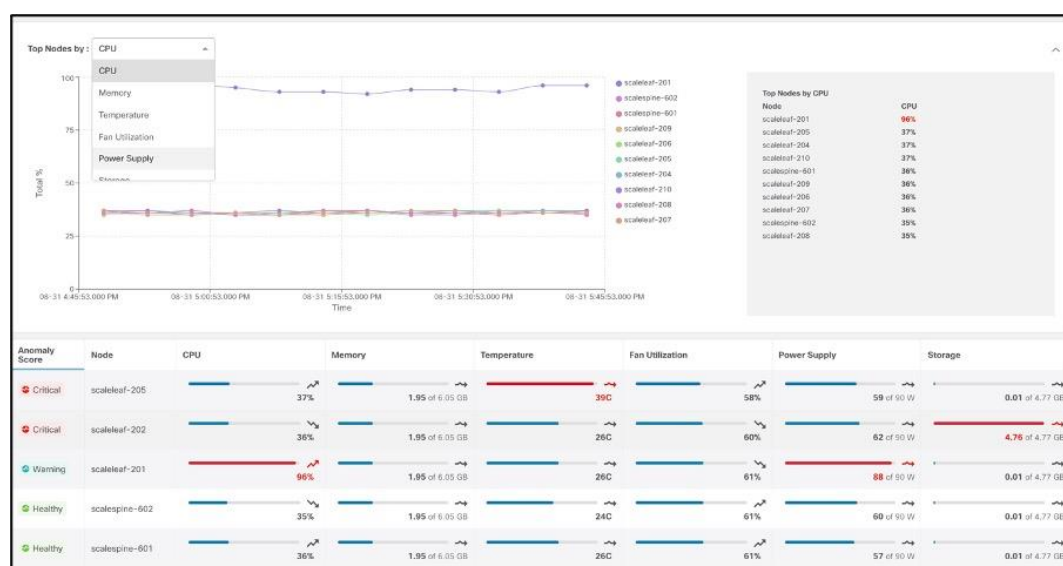 Top Nodes by : CPU
CPU
Memory
Temperature
Fan Utilization
Power Supply
Storage
Total %
100
75
50
25
0
08-31 4:45:53.000 PM 08-31 5:00:53.000 PM 08-31 5:15:53.000 PM 08-31 5:20:53.000 PM 08-31 5:45:53.000 PM
Time
scaleleaf-201
scalespine-602
scalespine-601
scaleleaf-209
scaleleaf-206
scaleleaf-205
scaleleaf-204
scaleleaf-210
scaleleaf-208
scaleleaf-207
Top Nodes by CPU
Node CPU
scaleleaf-201 96%
scaleleaf-205 37%
scaleleaf-204 37%
scaleleaf-210 37%
scalespine-601 36%
scaleleaf-209 36%
scaleleaf-206 36%
scaleleaf-207 36%
scalespine-602 35%
scaleleaf-208 35%
Anomaly Score Node CPU Memory Temperature Fan Utilization Power Supply Storage
Critical scaleleaf-205 37% 1.95 of 6.05 GB 39C 58% 59 of 90 W 0.01 of 4.77 GB
Critical scaleleaf-202 36% 1.95 of 6.05 GB 26C 60% 62 of 90 W 4.76 of 4.77 GB
Warning scaleleaf-201 96% 1.95 of 6.05 GB 26C 61% 88 of 90 W 0.01 of 4.77 GB
Healthy scalespine-602 35% 1.95 of 6.05 GB 24C 61% 60 of 90 W 0.01 of 4.77 GB
Healthy scalespine-601 36% 1.95 of 6.05 GB 26C 61% 57 of 90 W 0.01 of 4.77 GB